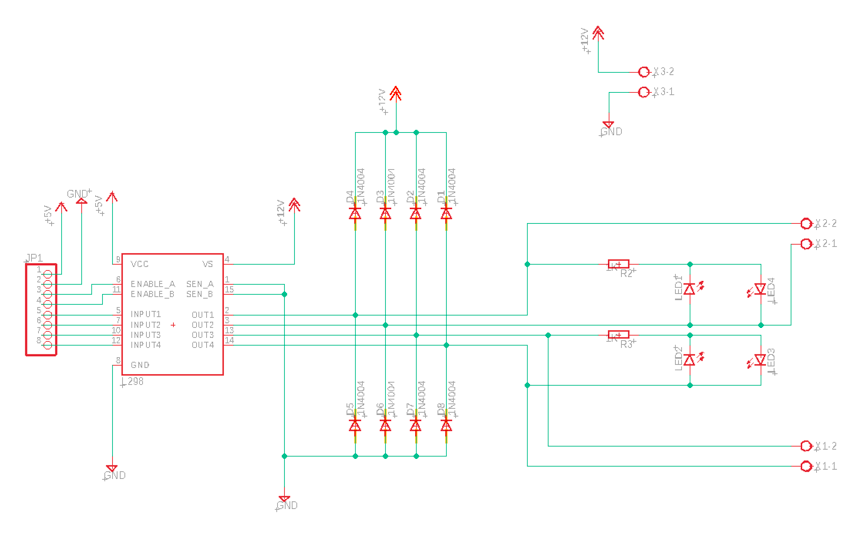 +12V
X3-2
X3-1
GND
+12V
D4
1N4004
D3
1N4004
D2
1N4004
D1
1N4004
+5V
GND
+5V
+12V
X2-2
X2-1
JP1
1
2
3
4
5
6
7
8
9
VCC
VS
4
6
ENABLE_A
SEN_A
1
11
ENABLE_B
SEN_B
15
5
INPUT1
OUT1
2
7
INPUT2
OUT2
3
10
INPUT3
OUT3
13
12
INPUT4
OUT4
14
8
GND
L298
R2
LED1
LED4
R3
LED2
LED3
D5
1N4004
D6
1N4004
D7
1N4004
D8
1N4004
X1-2
X1-1
GND
GND